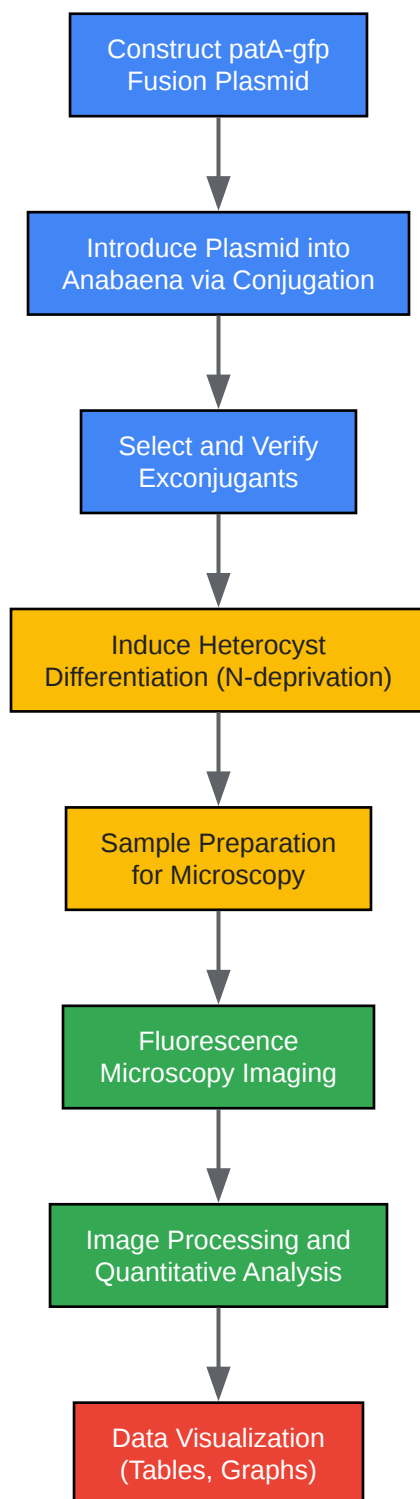 Construct patA-gfp
Fusion Plasmid
Introduce Plasmid into
Anabaena via Conjugation
Select and Verify
Exconjugants
Induce Heterocyst
Differentiation (N-deprivation)
Sample Preparation
for Microscopy
Fluorescence
Microscopy Imaging
Image Processing and
Quantitative Analysis
Data Visualization
(Tables, Graphs)